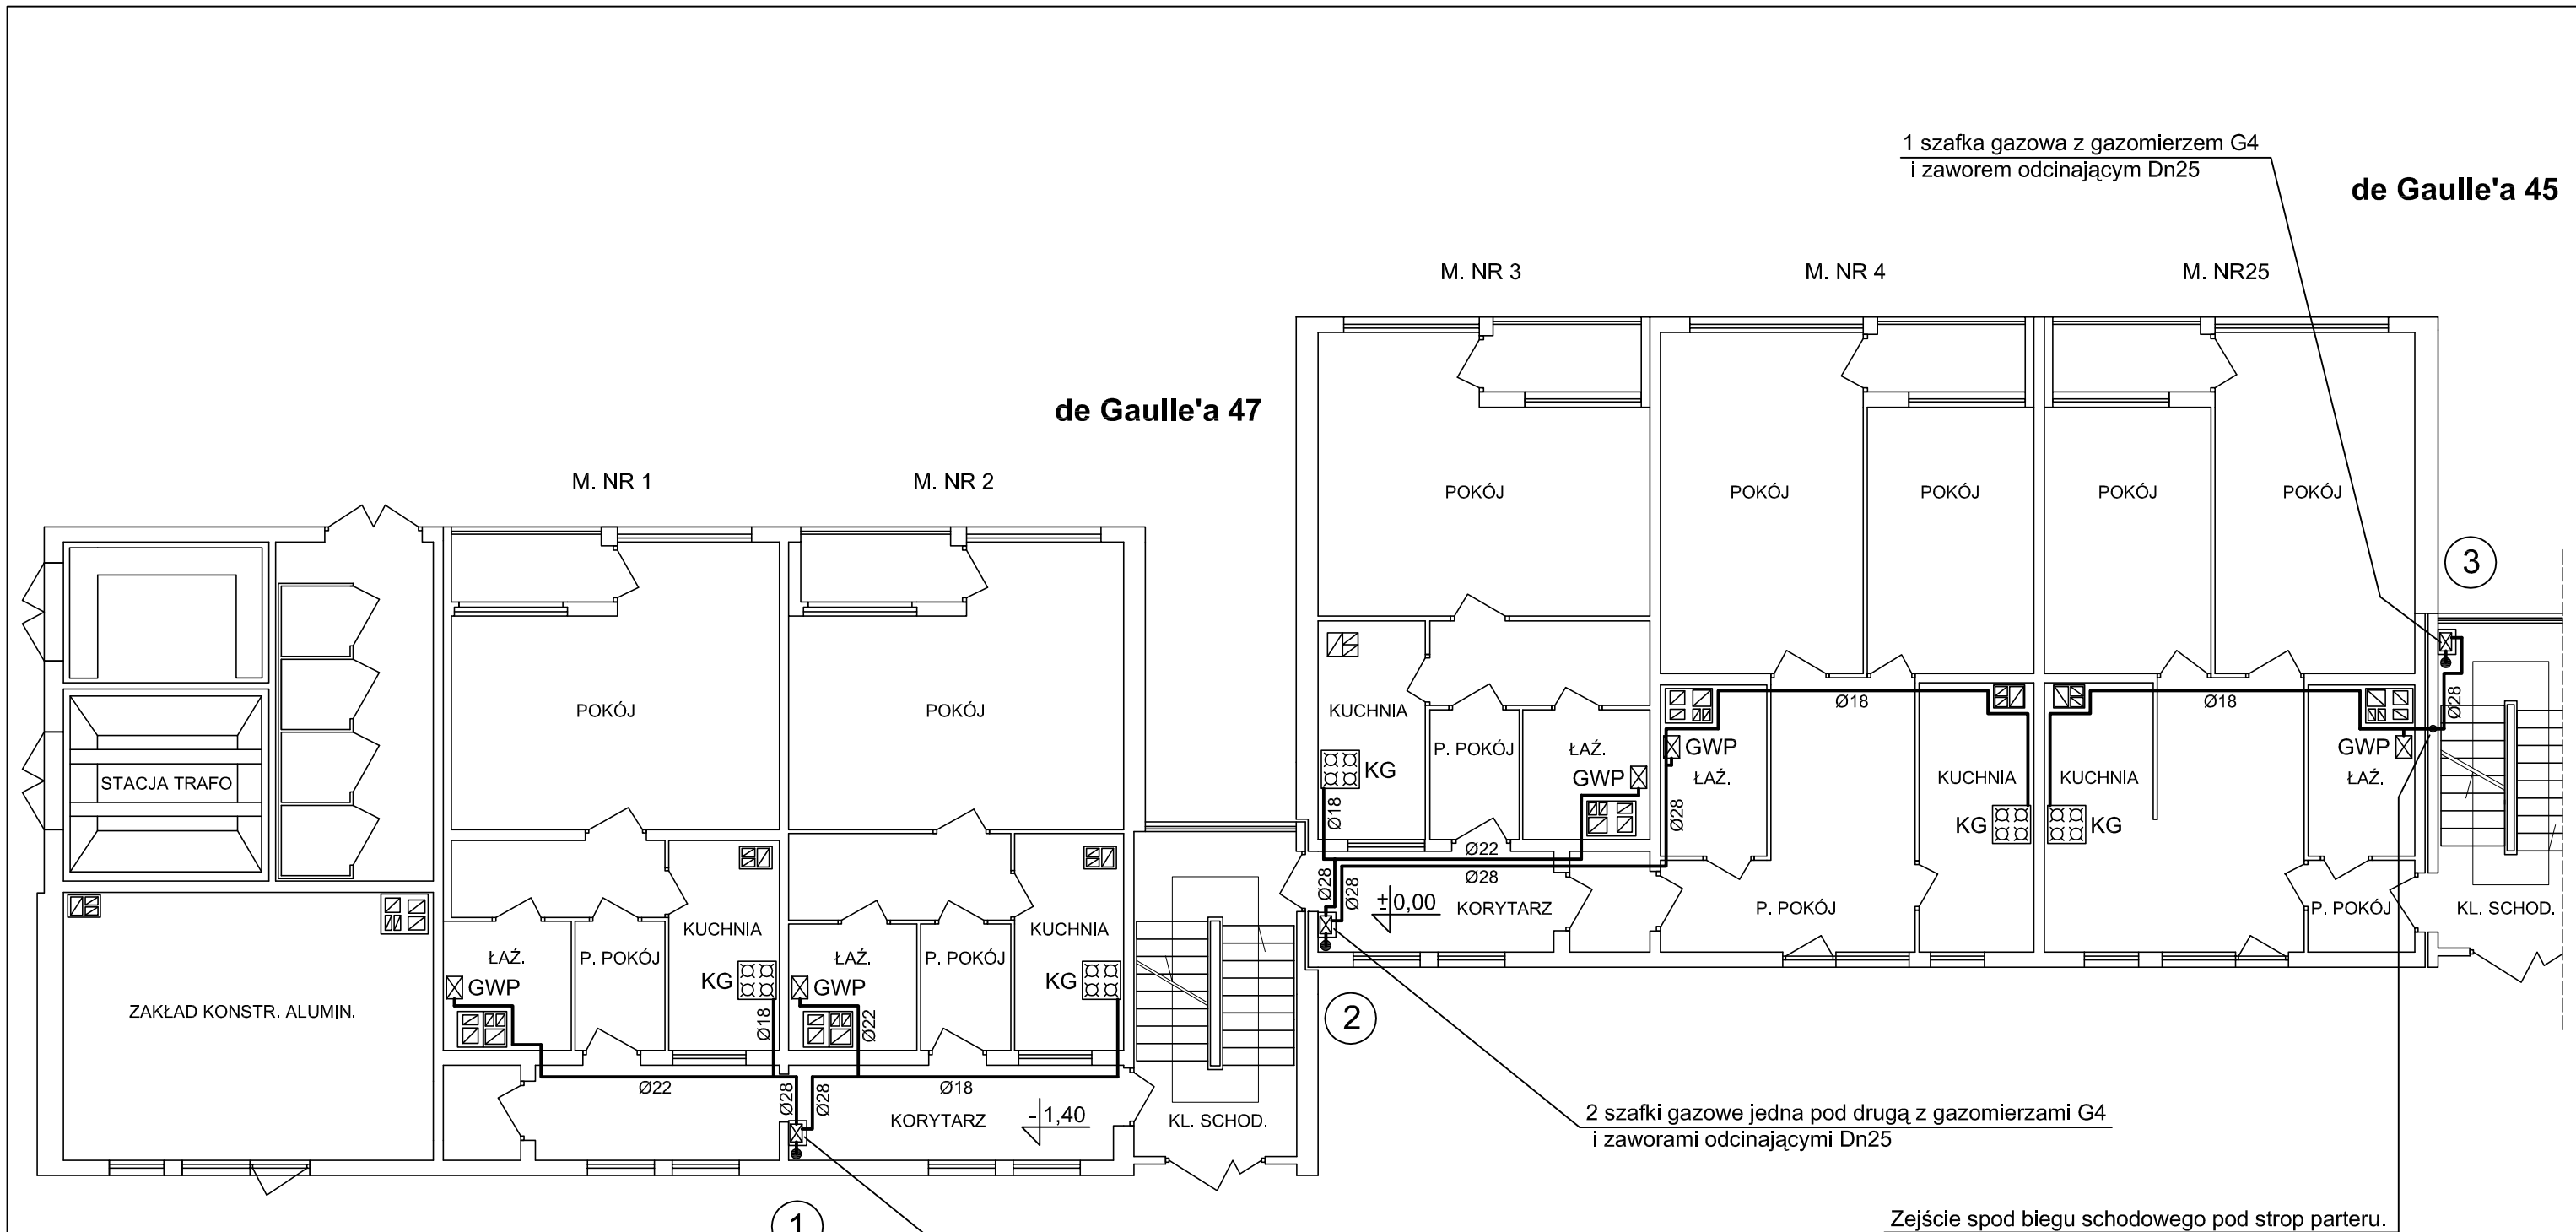 1 szafka gazowa z gazomierzem G4
i zaworem odcinającym Dn25
de Gaulle'a 45
M. NR 3
M. NR 4
M. NR25
de Gaulle'a 47
M. NR 1
M. NR 2
POKÓJ
POKÓJ
POKÓJ
POKÓJ
POKÓJ
3
POKÓJ
POKÓJ
STACJA TRAFO
KUCHNIA
P. POKÓJ
ŁAŹ.
GWP
KG
Ø18
Ø22
Ø28
Ø28
Ø28
±0,00
KORYTARZ
Ø18
GWP
ŁAŹ.
Ø28
KUCHNIA
KG
P. POKÓJ
Ø18
KUCHNIA
KG
GWP
ŁAŹ.
Ø28
P. POKÓJ
KL. SCHOD.
ZAKŁAD KONSTR. ALUMIN.
ŁAŹ.
GWP
P. POKÓJ
KUCHNIA
KG
Ø18
ŁAŹ.
GWP
Ø22
P. POKÓJ
KUCHNIA
KG
2
Ø22
Ø28
Ø28
Ø18
KORYTARZ
-1,40
KL. SCHOD.
2 szafki gazowe jedna pod drugą z gazomierzami G4
i zaworami odcinającymi Dn25
1
Zejście spod biegu schodowego pod strop parteru.